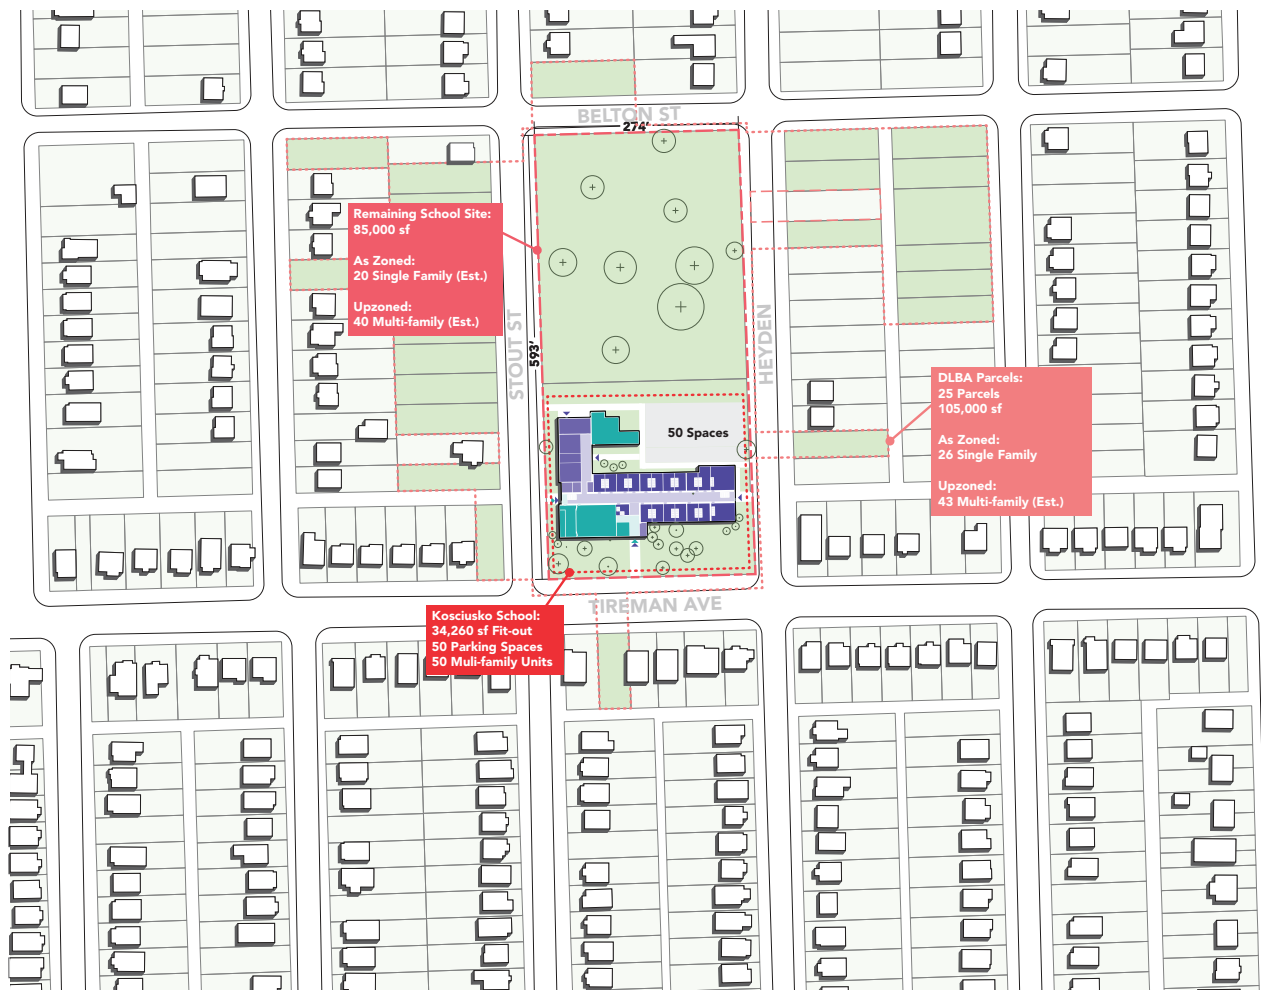 BELTON ST
274'
Remaining School Site:
85,000 sf
As Zoned:
20 Single Family (Est.)
Upzoned:
40 Multi-family (Est.)
STOUT ST
593'
HEYDEN
DLBA Parcels:
25 Parcels
105,000 sf
As Zoned:
26 Single Family
Upzoned:
43 Multi-family (Est.)
50 Spaces
TIREMAN AVE
Kosciusko School:
34,260 sf Fit-out
50 Parking Spaces
50 Muli-family Units